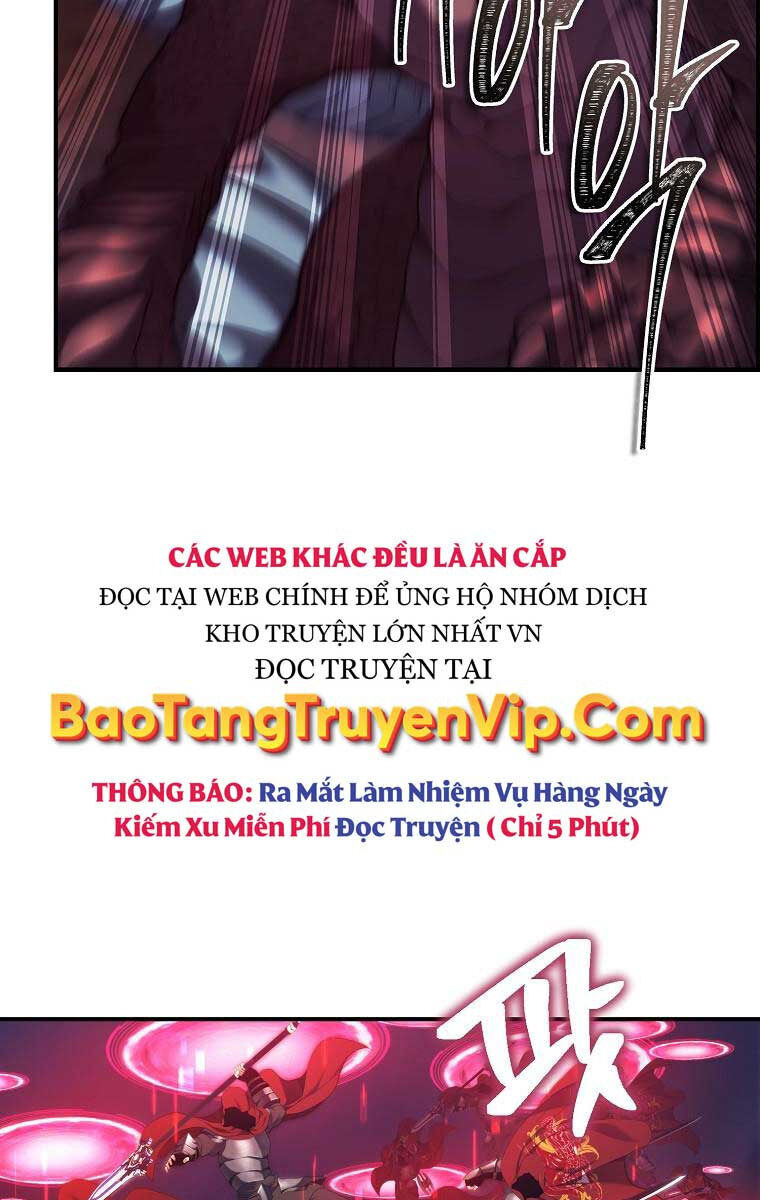 CÁC WEB KHÁC ĐỀU LÀ ĂN CẮP
ĐỌC TẠI WEB CHÍNH ĐỂ ỦNG HỘ NHÓM DỊCH
KHO TRUYỆN LỚN NHẤT VN
ĐỌC TRUYỆN TẠI
BaoTangTruyenVip.Com
THÔNG BÁO: Ra Mắt Làm Nhiệm Vụ Hàng Ngày
Kiếm Xu Miễn Phí Đọc Truyện ( Chỉ 5 Phút)
팟